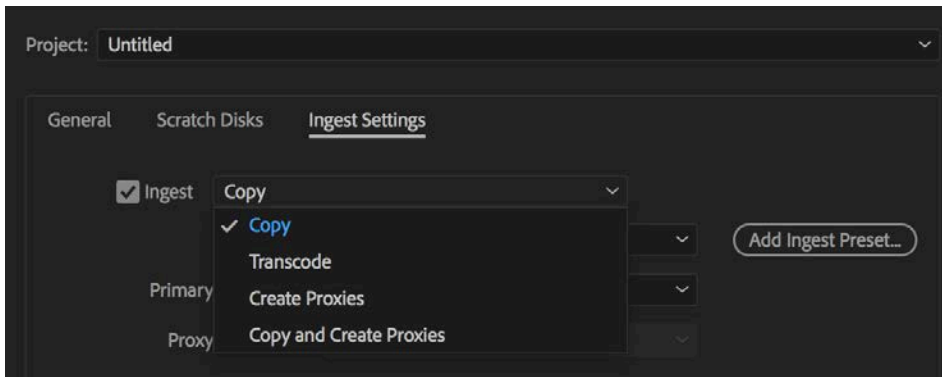 Project: Untitled
General Scratch Disks Ingest Settings
Ingest Copy
Copy
Add Ingest Preset...
Transcode
Primary
Create Proxies
Proxy
Copy and Create Proxies